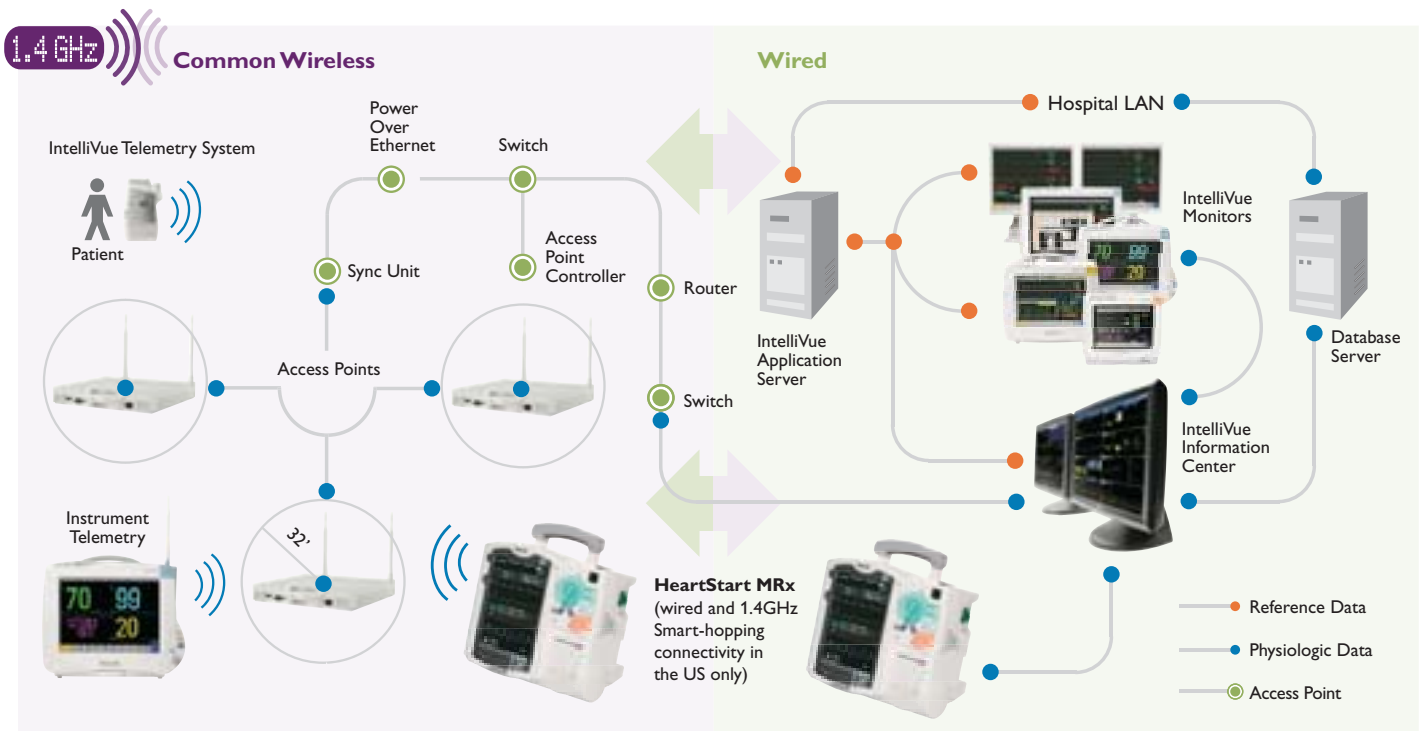 1.4 GHz
Common Wireless
Wired
Power
Over
Ethernet
Switch
Hospital LAN
IntelliVue Telemetry System
Patient
Sync Unit
Access
Point
Controller
Router
IntelliVue
Monitors
IntelliVue
Application
Server
Database
Server
Access Points
Switch
IntelliVue
Information
Center
Instrument
Telemetry
32'
70 99
20
70 99
20
HeartStart MRx
(wired and 1.4GHz
Smart-hopping
connectivity in
the US only)
Reference Data
Physiologic Data
Access Point